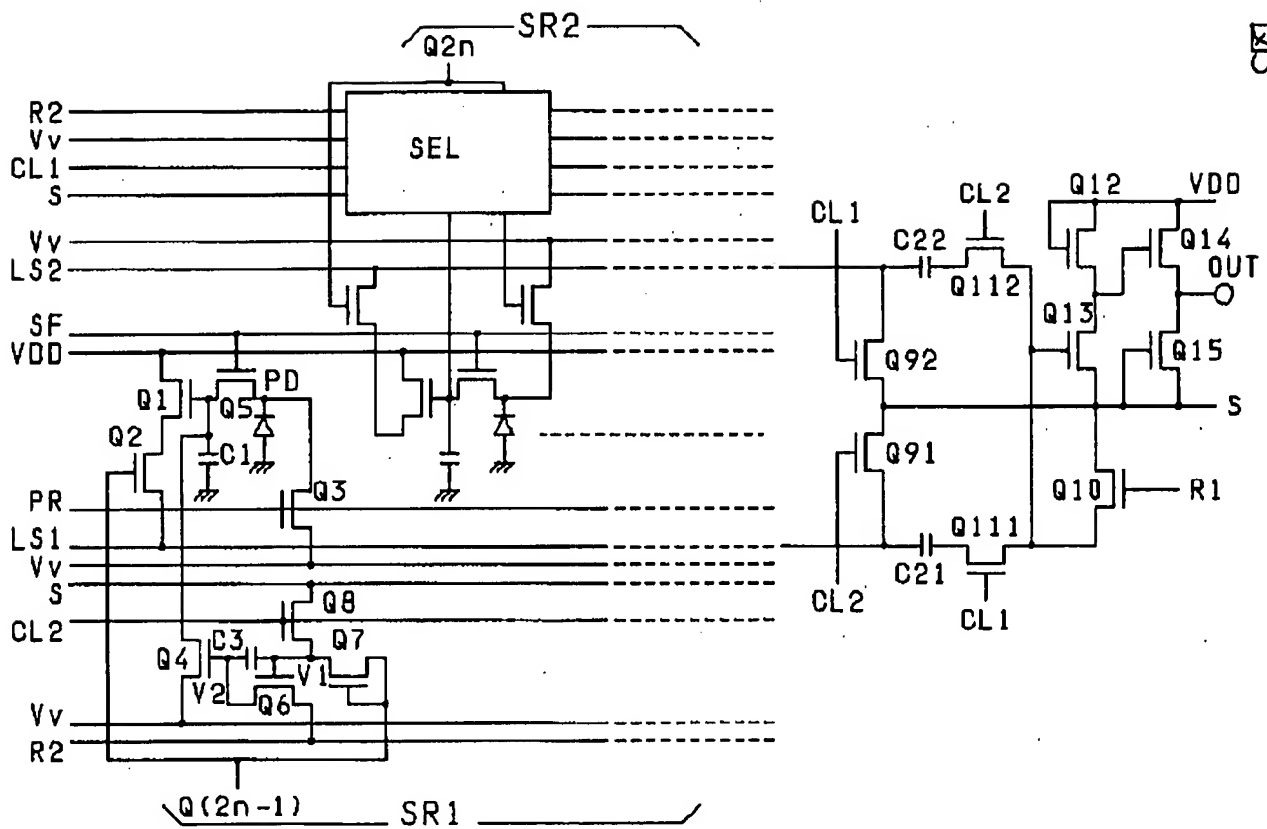 SR2
Q2n
R2
Vv
CL1
S
SEL
Vv
LS2
SF
VDD
CL1
C22
CL2
Q112
Q12
VDD
Q14
OUT
Q13
Q15
Q92
S
Q91
Q10
R1
Q1
Q5
PD
Q2
C1
Q3
PR
LS1
Vv
S
CL2
Q111
C21
CL2
CL1
Q8
Q7
C3
Q4
V2
V1
Q6
Vv
R2
Q(2n-1)
SR1